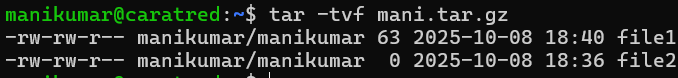 manikumar@caratred:~$ tar -tvf mani.tar.gz
-rw-rw-r-- manikumar/manikumar 63 2025-10-08 18:40 file1
-rw-rw-r-- manikumar/manikumar  0 2025-10-08 18:36 file2